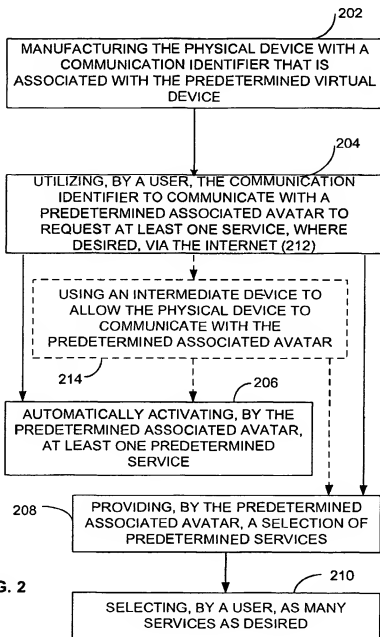 202
MANUFACTURING THE PHYSICAL DEVICE WITH A
COMMUNICATION IDENTIFIER THAT IS
ASSOCIATED WITH THE PREDETERMINED VIRTUAL
DEVICE
204
UTILIZING, BY A USER, THE COMMUNICATION
IDENTIFIER TO COMMUNICATE WITH A
PREDETERMINED ASSOCIATED AVATAR TO
REQUEST AT LEAST ONE SERVICE, WHERE
DESIRED, VIA THE INTERNET (212)
USING AN INTERMEDIATE DEVICE TO
ALLOW THE PHYSICAL DEVICE TO
COMMUNICATE WITH THE
PREDETERMINED ASSOCIATED AVATAR
214
206
AUTOMATICALLY ACTIVATING, BY THE
PREDETERMINED ASSOCIATED AVATAR,
AT LEAST ONE PREDETERMINED
SERVICE
208
PROVIDING, BY THE PREDETERMINED
ASSOCIATED AVATAR, A SELECTION OF
PREDETERMINED SERVICES
G. 2
210
SELECTING, BY A USER, AS MANY
SERVICES AS DESIRED